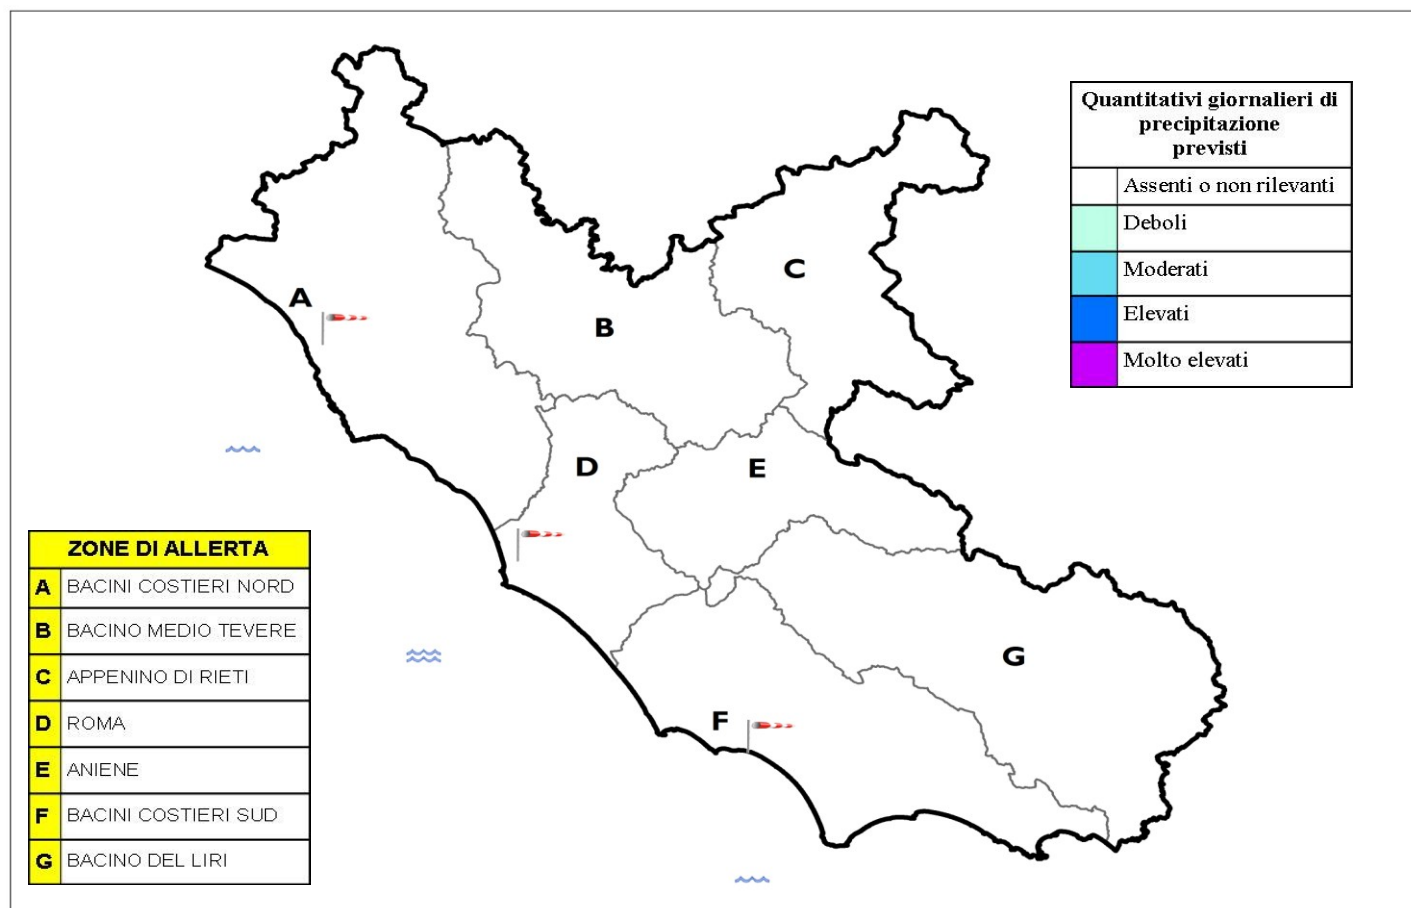 Quantitativi giornalieri di
precipitazione
previsti
Assenti o non rilevanti
Deboli
Moderati
Elevati
Molto elevati
A
B
C
D
E
F
G
ZONE DI ALLERTA
A BACINI COSTIERI NORD
B BACINO MEDIO TEVERE
C APPENINO DI RIETI
D ROMA
E ANIENE
F BACINI COSTIERI SUD
G BACINO DEL LIRI